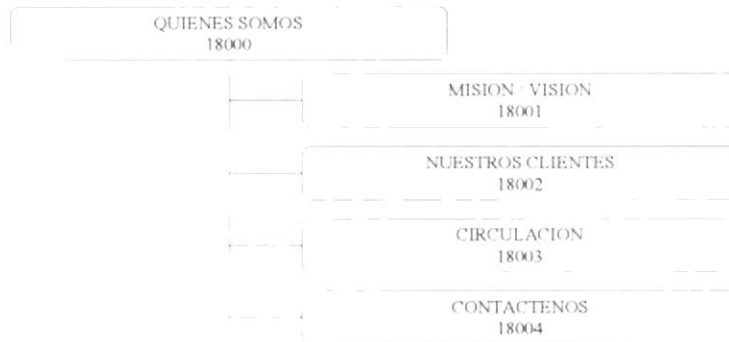 QUIENES SOMOS
18000
MISION / VISION
18001
NUESTROS CLIENTES
18002
CIRCULACION
18003
CONTACTENOS
18004